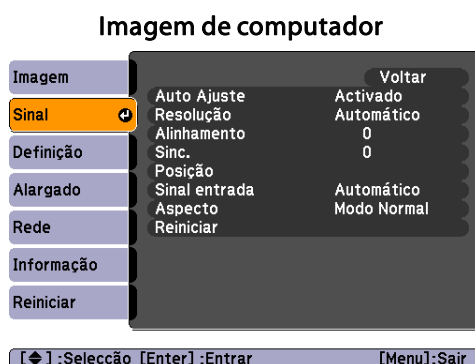 Imagem de computador
Imagem
Sinal
Definição
Alargado
Rede
Informação
Reiniciar
Voltar
Auto Ajuste Activado
Resolução Automático
Alinhamento 0
Sinc. 0
Posição
Sinal entrada Automático
Aspecto Modo Normal
Reiniciar
[ ] :Selecção [Enter] :Entrar [Menu]:Sair